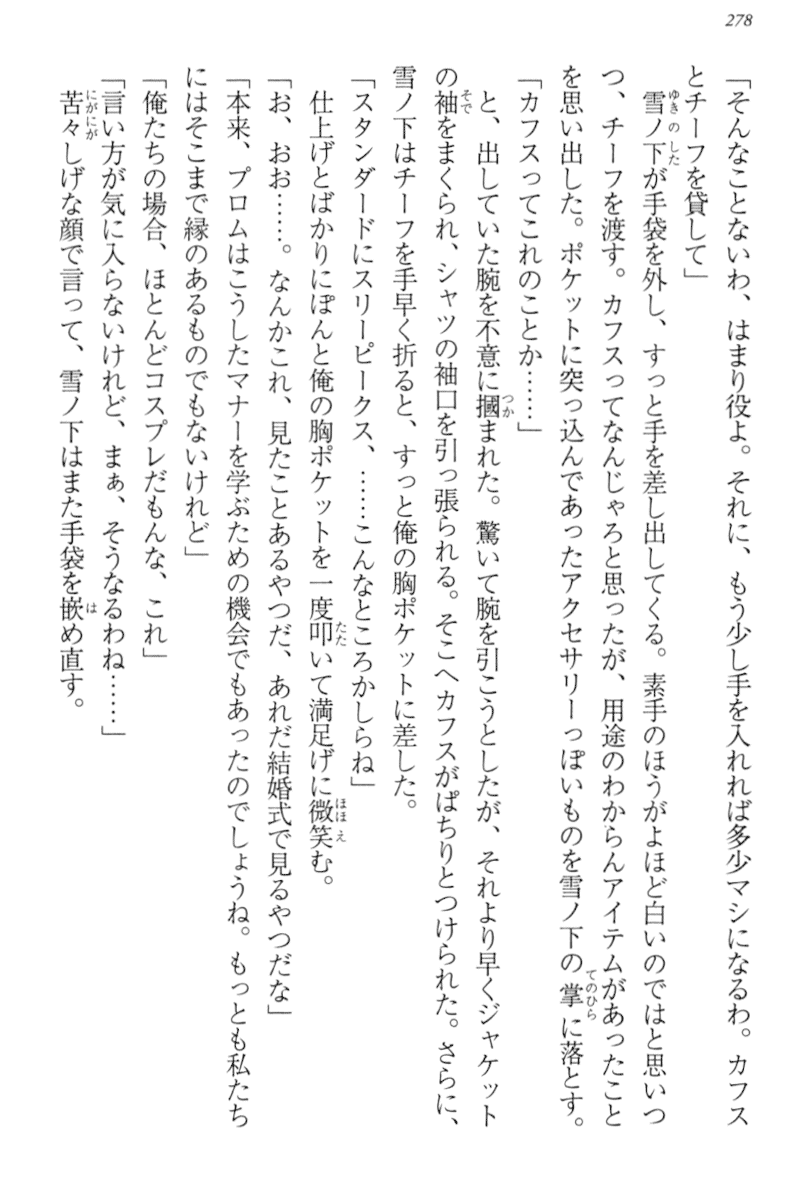 278
「そんなことないわ、はまり役よ。それに、もう少し手を入れれば多少マシになるわ。カフス
とチーフを貸して」
　雪ノ下が手袋を外し、すっと手を差し出してくる。素手のほうがよほど白いのではと思いつ
つ、チーフを渡す。カフスってなんじゃろと思ったが、用途のわからんアイテムがあったこと
を思い出した。ポケットに突っ込んであったアクセサリーっぽいものを雪ノ下の掌に落とす。
「カフスってこれのことか……」
　と、出していた腕を不意に摑まれた。驚いて腕を引こうとしたが、それより早くジャケット
の袖をまくられ、シャツの袖口を引っ張られる。そこへカフスがぱちりとつけられた。さらに、
雪ノ下はチーフを手早く折ると、すっと俺の胸ポケットに差した。
「スタンダードにスリーピークス、……こんなところかしらね」
　仕上げとばかりにぽんと俺の胸ポケットを一度叩いて満足げに微笑む。
「お、おお……。なんかこれ、見たことあるやつだ、あれだ結婚式で見るやつだな」
「本来、プロムはこうしたマナーを学ぶための機会でもあったのでしょうね。もっとも私たち
にはそこまで縁のあるものでもないけれど」
「俺たちの場合、ほとんどコスプレだもんな、これ」
「言い方が気に入らないけれど、まぁ、そうなるわね……」
　苦々しげな顔で言って、雪ノ下はまた手袋を嵌め直す。